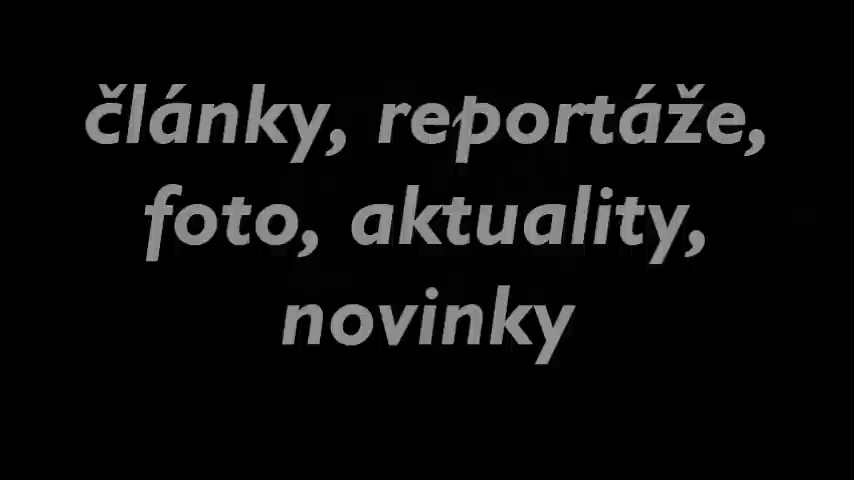 články, reportáže,
foto, aktuality,
novinky